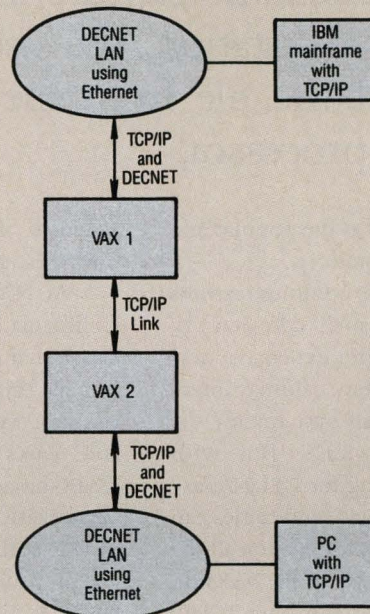 DECNET
LAN
using
Ethernet
IBM
mainframe
with
TCP/IP
TCP/IP
and
DECNET
VAX 1
TCP/IP
Link
VAX 2
TCP/IP
and
DECNET
DECNET
LAN
using
Ethernet
PC
with
TCP/IP